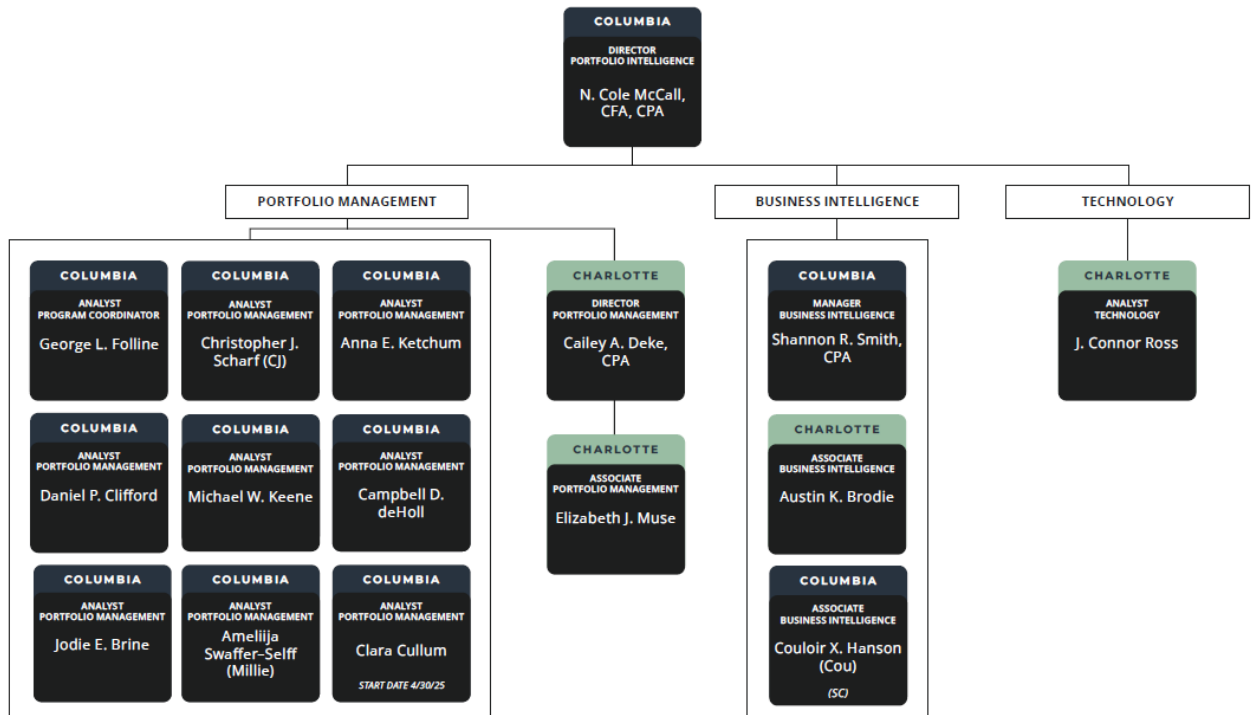 COLUMBIA
DIRECTOR
PORTFOLIO INTELLIGENCE
N. Cole McCall,
CFA, CPA
PORTFOLIO MANAGEMENT
BUSINESS INTELLIGENCE
TECHNOLOGY
COLUMBIA
ANALYST
PROGRAM COORDINATOR
George L. Folline
COLUMBIA
ANALYST
PORTFOLIO MANAGEMENT
Christopher J.
Scharf (CJ)
COLUMBIA
ANALYST
PORTFOLIO MANAGEMENT
Anna E. Ketchum
CHARLOTTE
DIRECTOR
PORTFOLIO MANAGEMENT
Cailey A. Deke,
CPA
COLUMBIA
MANAGER
BUSINESS INTELLIGENCE
Shannon R. Smith,
CPA
CHARLOTTE
ANALYST
TECHNOLOGY
J. Connor Ross
COLUMBIA
ANALYST
PORTFOLIO MANAGEMENT
Daniel P. Clifford
COLUMBIA
ANALYST
PORTFOLIO MANAGEMENT
Michael W. Keene
COLUMBIA
ANALYST
PORTFOLIO MANAGEMENT
Campbell D.
deHoll
CHARLOTTE
ASSOCIATE
PORTFOLIO MANAGEMENT
Elizabeth J. Muse
CHARLOTTE
ASSOCIATE
BUSINESS INTELLIGENCE
Austin K. Brodie
COLUMBIA
ANALYST
PORTFOLIO MANAGEMENT
Jodie E. Brine
COLUMBIA
ANALYST
PORTFOLIO MANAGEMENT
Ameliija
Swaffer–Selff
(Millie)
COLUMBIA
ANALYST
PORTFOLIO MANAGEMENT
Clara Cullum
START DATE 4/30/25
COLUMBIA
ASSOCIATE
BUSINESS INTELLIGENCE
Couloir X. Hanson
(Cou)
(SC)